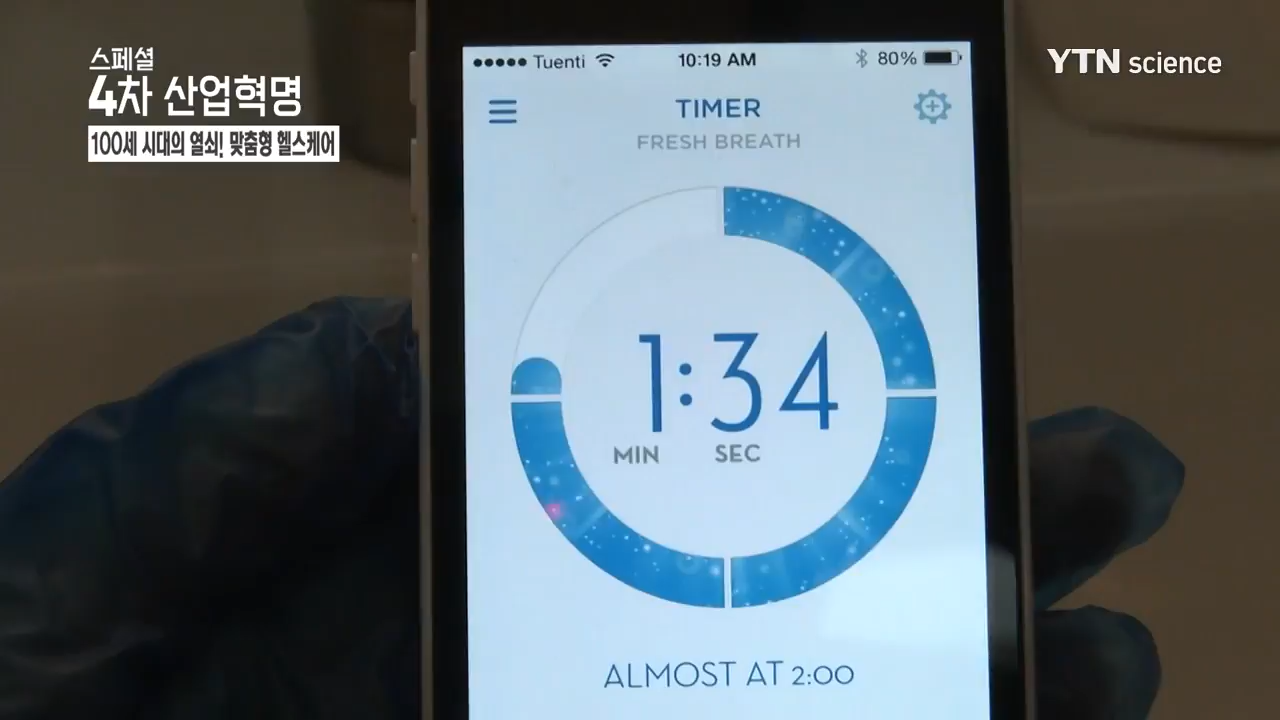 스페셜
4차 산업혁명
100세 시대의 열쇠! 맞춤형 헬스케어
YTN science
Tuenti
10:19 AM
80%
TIMER
FRESH BREATH
1:34
MIN SEC
ALMOST AT 2:00